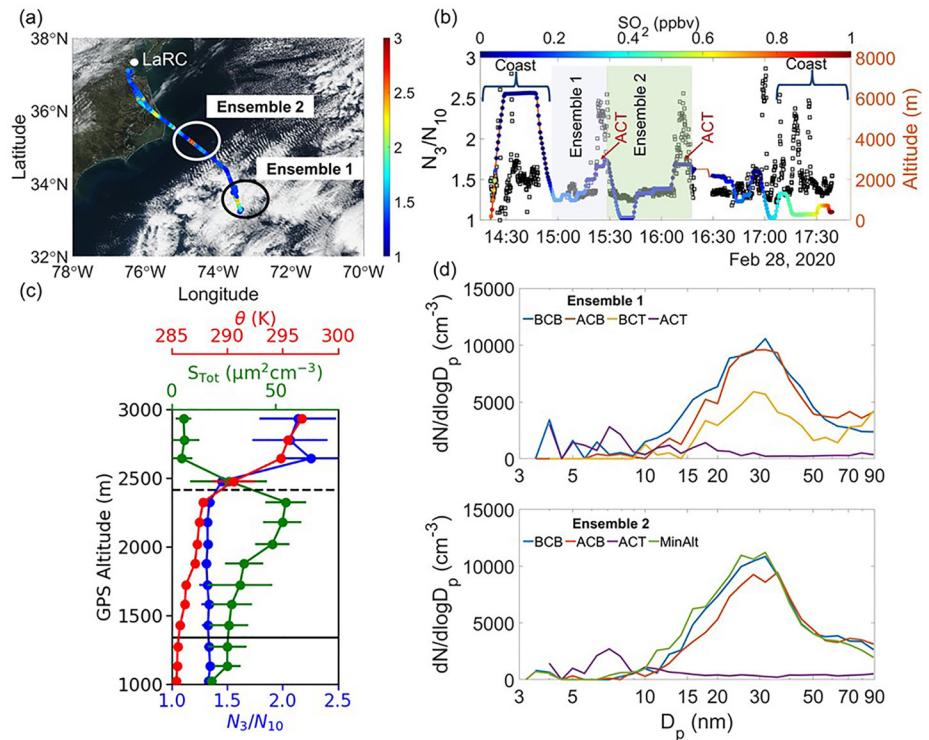 (a)
38°N
36°N
34°N
32°N
Latitude
LaRC
Ensemble 2
Ensemble 1
78°W 76°W 74°W 72°W 70°W
Longitude
3
2.5
2
1.5
1
(b)
SO2 (ppbv)
0 0.2 0.4 0.6 0.8 1
3
2.5
2
1.5
1
N3/N10
Coast
Ensemble 1
ACT
Ensemble 2
ACT
Coast
8000
6000
4000
2000
0
Altitude (m)
14:30 15:00 15:30 16:00 16:30 17:00 17:30
Feb 28, 2020
(c)
θ (K)
285 290 295 300
STot (μm2cm−3)
0 50
3000
2500
2000
1500
1000
GPS Altitude (m)
1.0 1.5 2.0 2.5
N3/N10
(d)
15000
10000
5000
0
dN/dlogDp (cm-3)
Ensemble 1
BCB ACB BCT ACT
3 5 10 15 20 30 40 50 70 90
15000
10000
5000
0
dN/dlogDp (cm-3)
Ensemble 2
BCB ACB ACT MinAlt
3 5 10 15 20 30 40 50 70 90
Dp (nm)